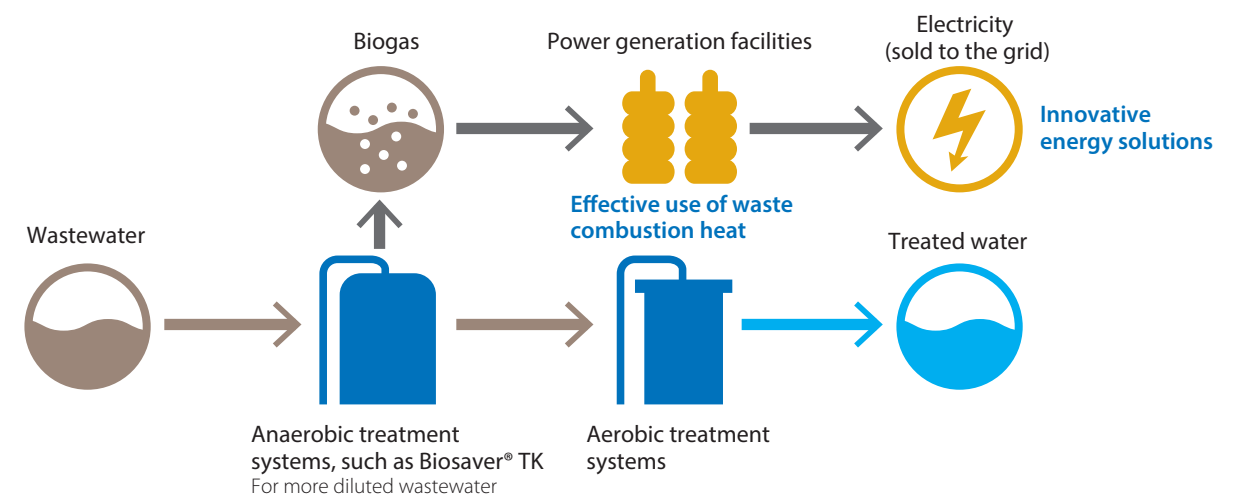 Biogas
Power generation facilities
Electricity
(sold to the grid)
Innovative
energy solutions
Effective use of waste
combustion heat
Wastewater
Treated water
Anaerobic treatment
systems, such as Biosaver® TK
For more diluted wastewater
Aerobic treatment
systems